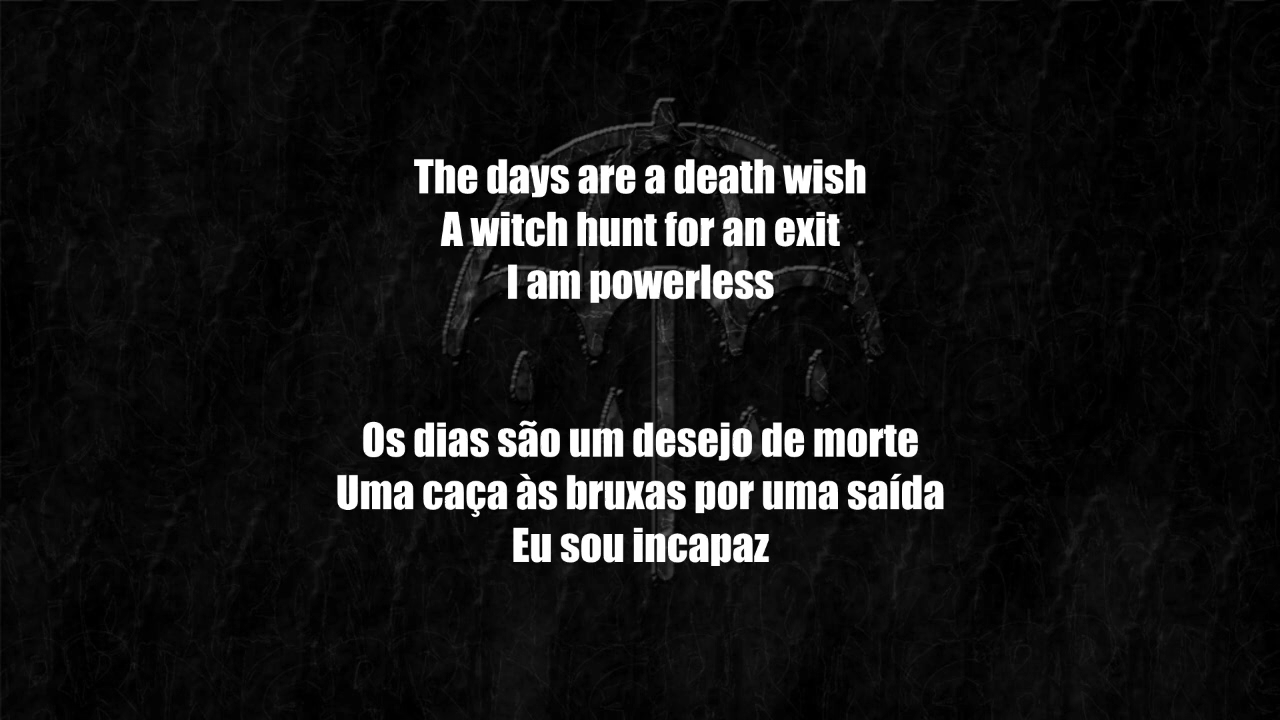 The days are a death wish
A witch hunt for an exit
I am powerless
Os dias são um desejo de morte
Uma caça às bruxas por uma saída
Eu sou incapaz